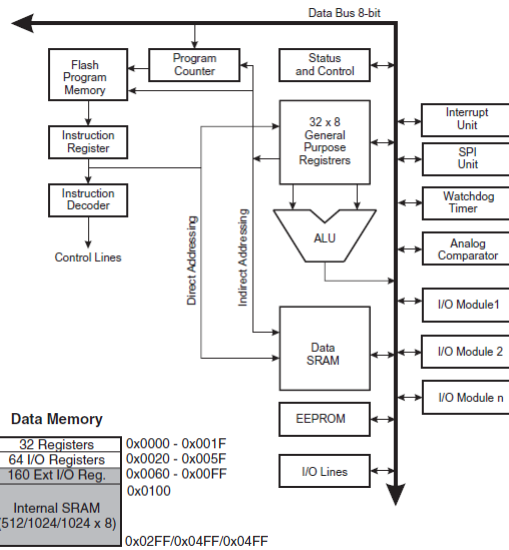 Data Bus 8-bit
Flash
Program
Memory
Program
Counter
Status
and Control
Instruction
Register
32 x 8
General
Purpose
Registrers
Instruction
Decoder
Control Lines
Direct Addressing
Indirect Addressing
ALU
Data
SRAM
EEPROM
I/O Lines
Interrupt
Unit
SPI
Unit
Watchdog
Timer
Analog
Comparator
I/O Module1
I/O Module 2
I/O Module n
Data Memory
32 Registers 0x0000 - 0x001F
64 I/O Registers 0x0020 - 0x005F
160 Ext I/O Reg. 0x0060 - 0x00FF
0x0100
Internal SRAM
(512/1024/1024 x 8)
0x02FF/0x04FF/0x04FF